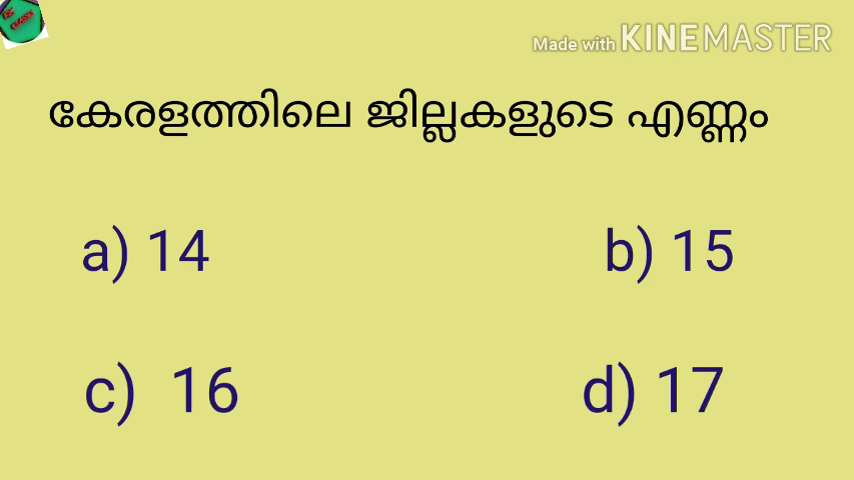 Made with KINEMASTER
കേരളത്തിലെ ജില്ലകളുടെ എണ്ണം
a) 14
b) 15
c) 16
d) 17